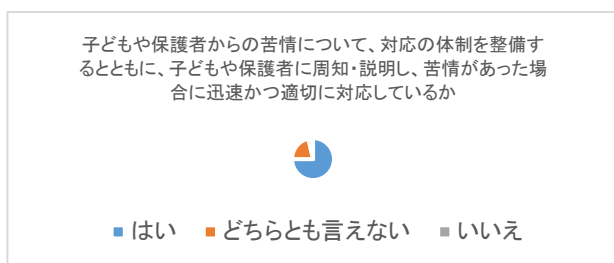 子どもや保護者からの苦情について、対応の体制を整備す
るとともに、子どもや保護者に周知・説明し、苦情があった場
合に迅速かつ適切に対応しているか
はい どちらとも言えない いいえ